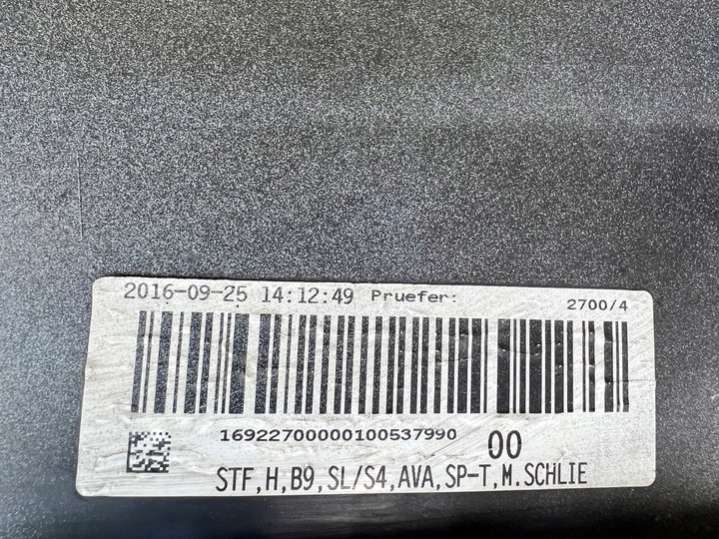 2016-09-25 14:12:49 Pruefer: 2700/4
16922700000100537990 00
STF,H,B9,SL/S4,AVA,SP-T,M.SCHLIE